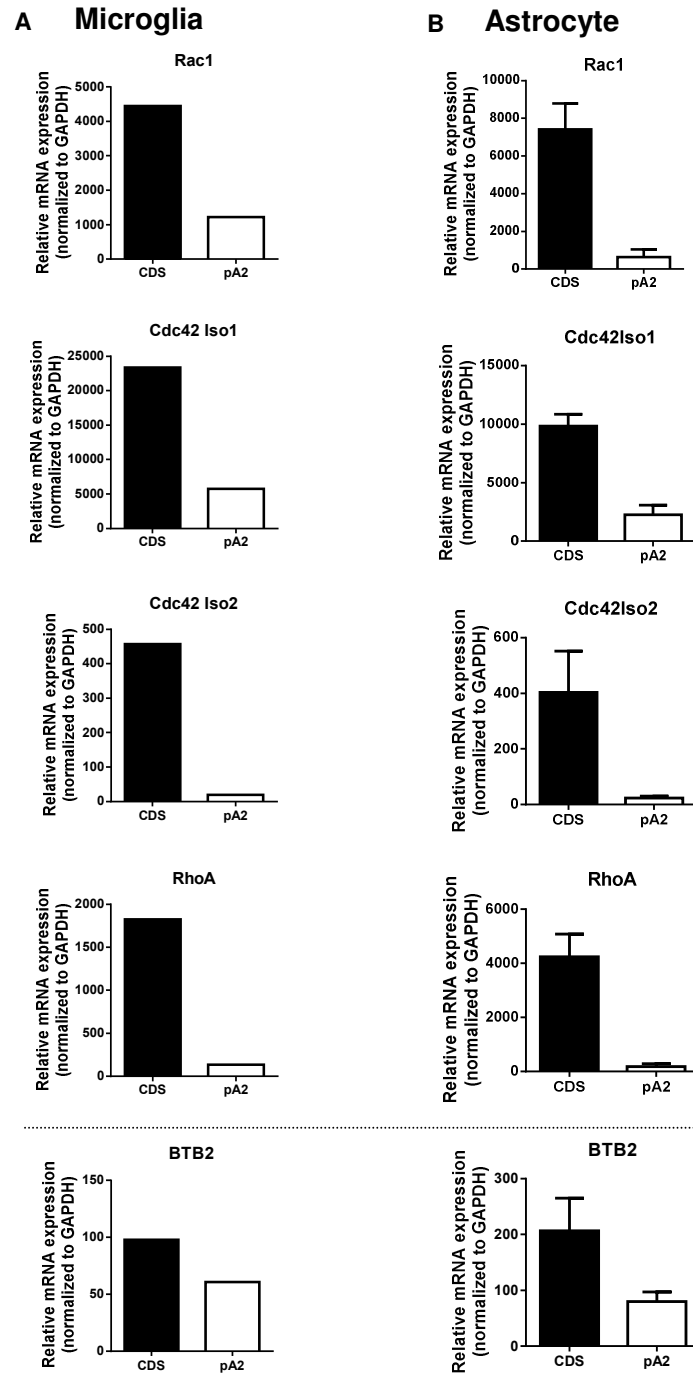 A Microglia
Rac1
Relative mRNA expression
(normalized to GAPDH)
5000
4000
3000
2000
1000
0
CDS pA2
Cdc42 Iso1
Relative mRNA expression
(normalized to GAPDH)
25000
20000
15000
10000
5000
0
CDS pA2
Cdc42 Iso2
Relative mRNA expression
(normalized to GAPDH)
500
400
300
200
100
0
CDS pA2
RhoA
Relative mRNA expression
(normalized to GAPDH)
2000
1500
1000
500
0
CDS pA2
BTB2
Relative mRNA expression
(normalized to GAPDH)
150
100
50
0
CDS pA2
B Astrocyte
Rac1
Relative mRNA expression
(normalized to GAPDH)
10000
8000
6000
4000
2000
0
CDS pA2
Cdc42Iso1
Relative mRNA expression
(normalized to GAPDH)
15000
10000
5000
0
CDS pA2
Cdc42Iso2
Relative mRNA expression
(normalized to GAPDH)
600
400
200
0
CDS pA2
RhoA
Relative mRNA expression
(normalized to GAPDH)
6000
4000
2000
0
CDS pA2
BTB2
Relative mRNA expression
(normalized to GAPDH)
300
200
100
0
CDS pA2